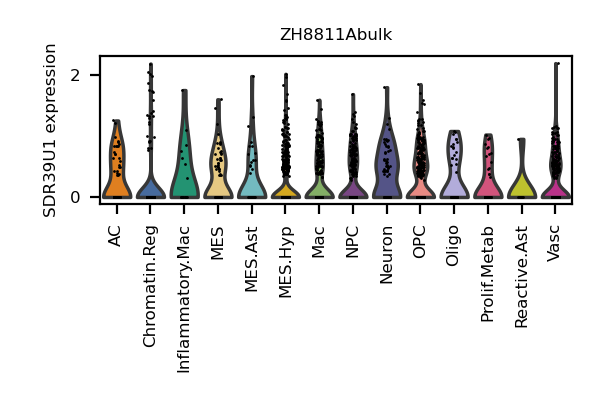 ZH8811Abulk
SDR39U1 expression
2
0
AC
Chromatin.Reg
Inflammatory.Mac
MES
MES.Ast
MES.Hyp
Mac
NPC
Neuron
OPC
Oligo
Prolif.Metab
Reactive.Ast
Vasc